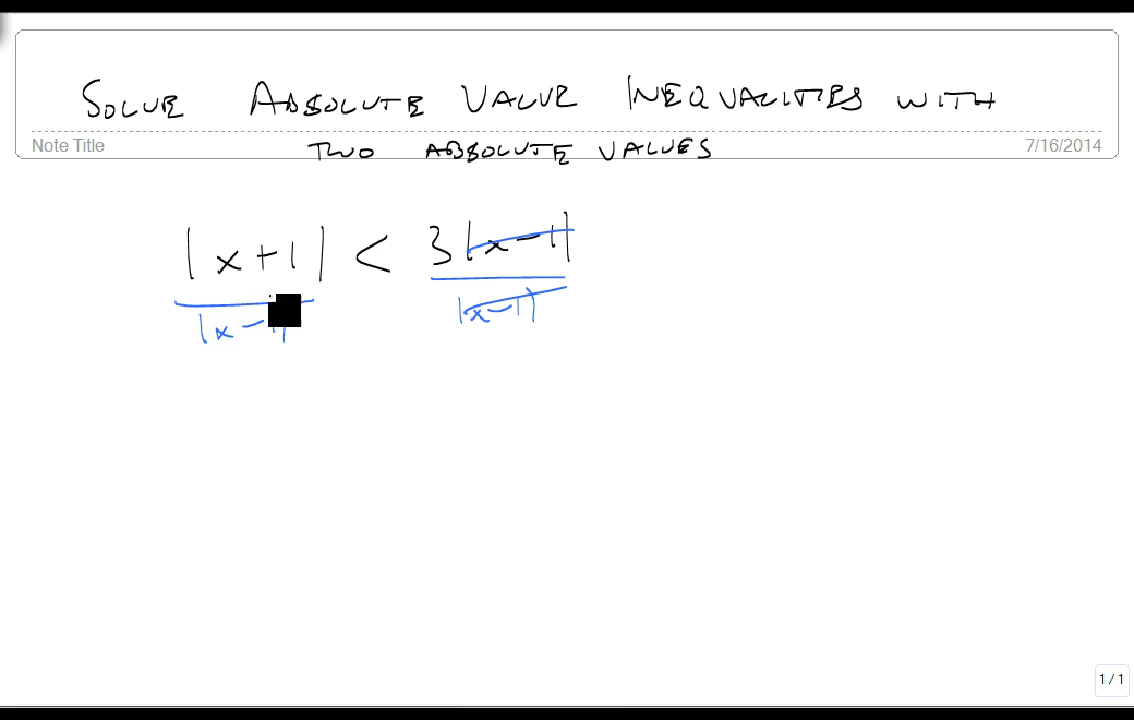 SOLVE ABSOLUTE VALUE INEQUALITIES WITH
Note Title
TWO ABSOLUTE VALUES
7/16/2014
|x+1| < 3|x-1|
|x-1| |x-1|
1 / 1